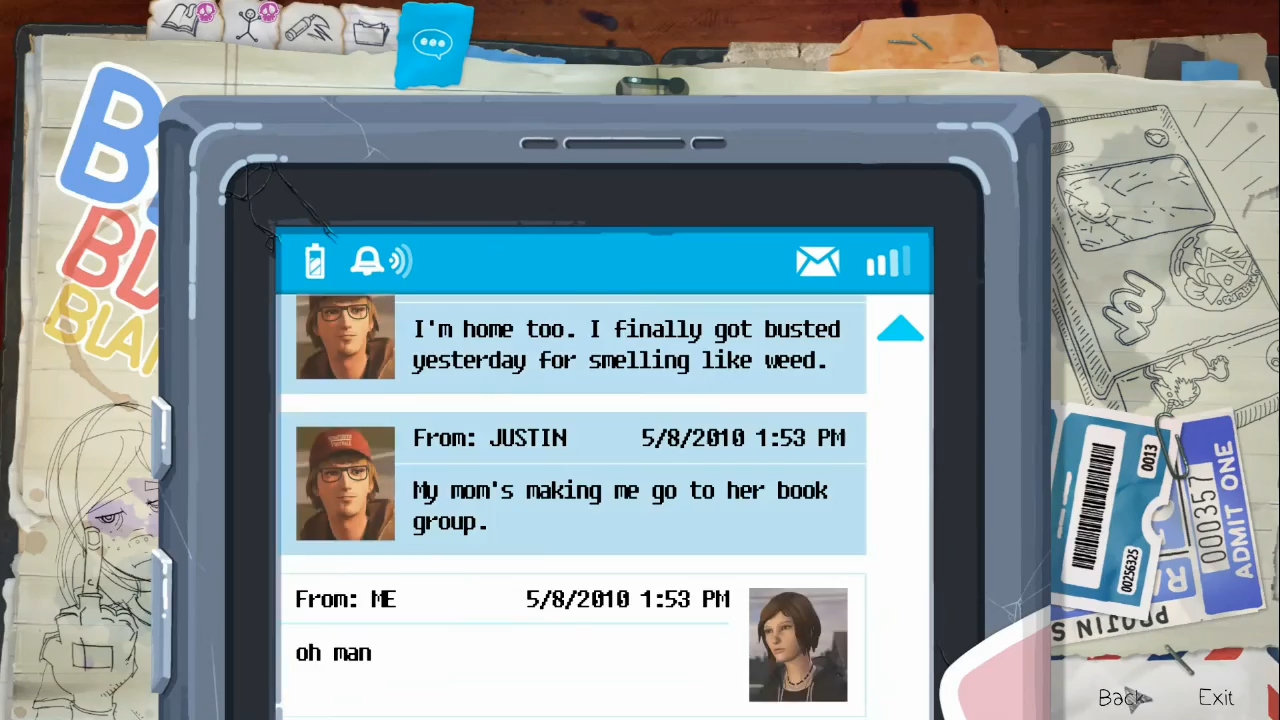 I'm home too. I finally got busted
yesterday for smelling like weed.
From: JUSTIN 5/8/2010 1:53 PM
My mom's making me go to her book
group.
From: ME 5/8/2010 1:53 PM
oh man
BLA
0013
00256325
000357
ADMIT ONE
Back
Exit